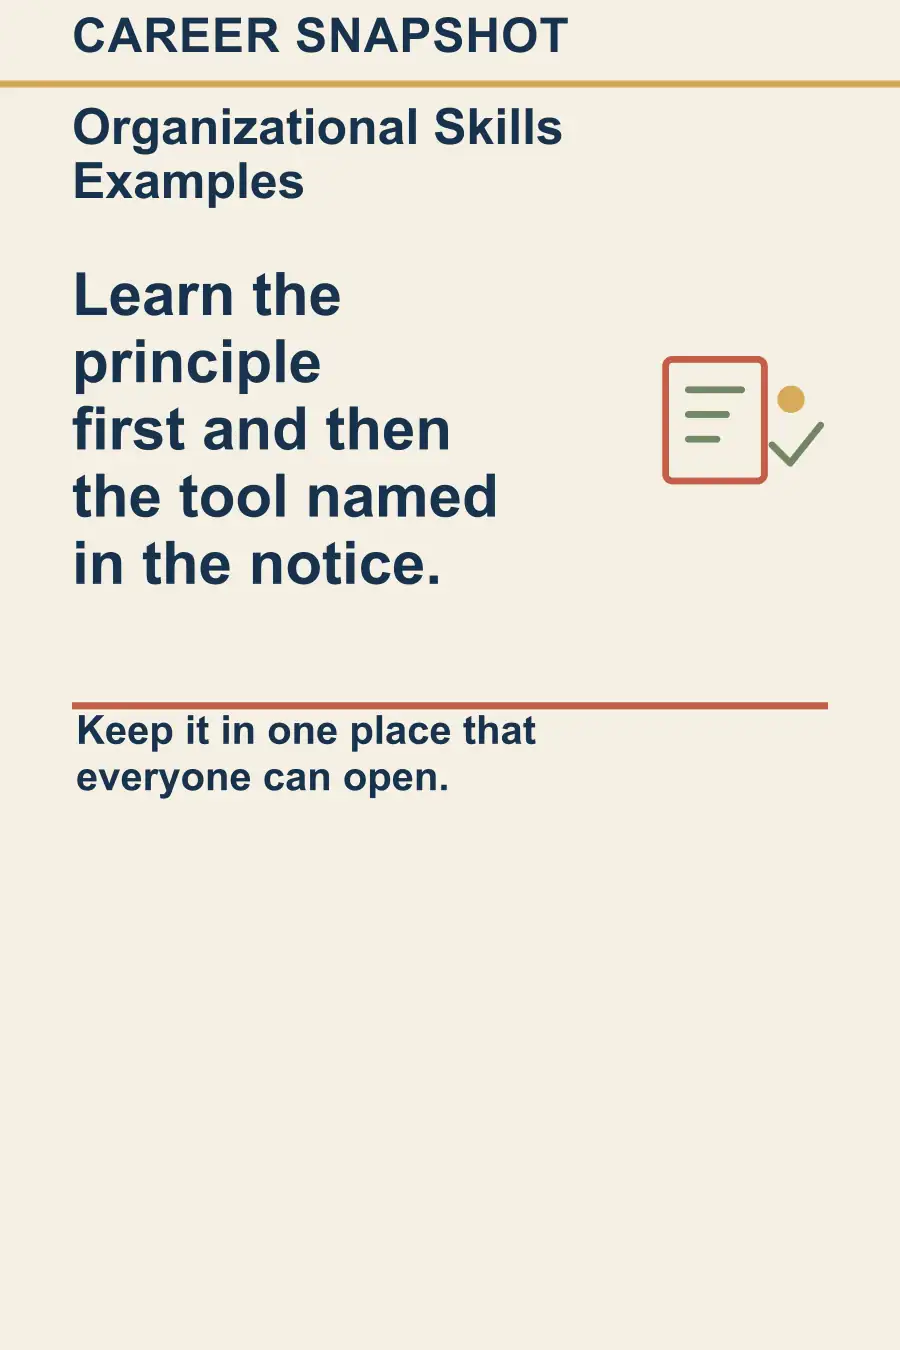 CAREER SNAPSHOT
Organizational Skills
Examples
Learn the
principle
first and then
the tool named
in the notice.
Keep it in one place that
everyone can open.